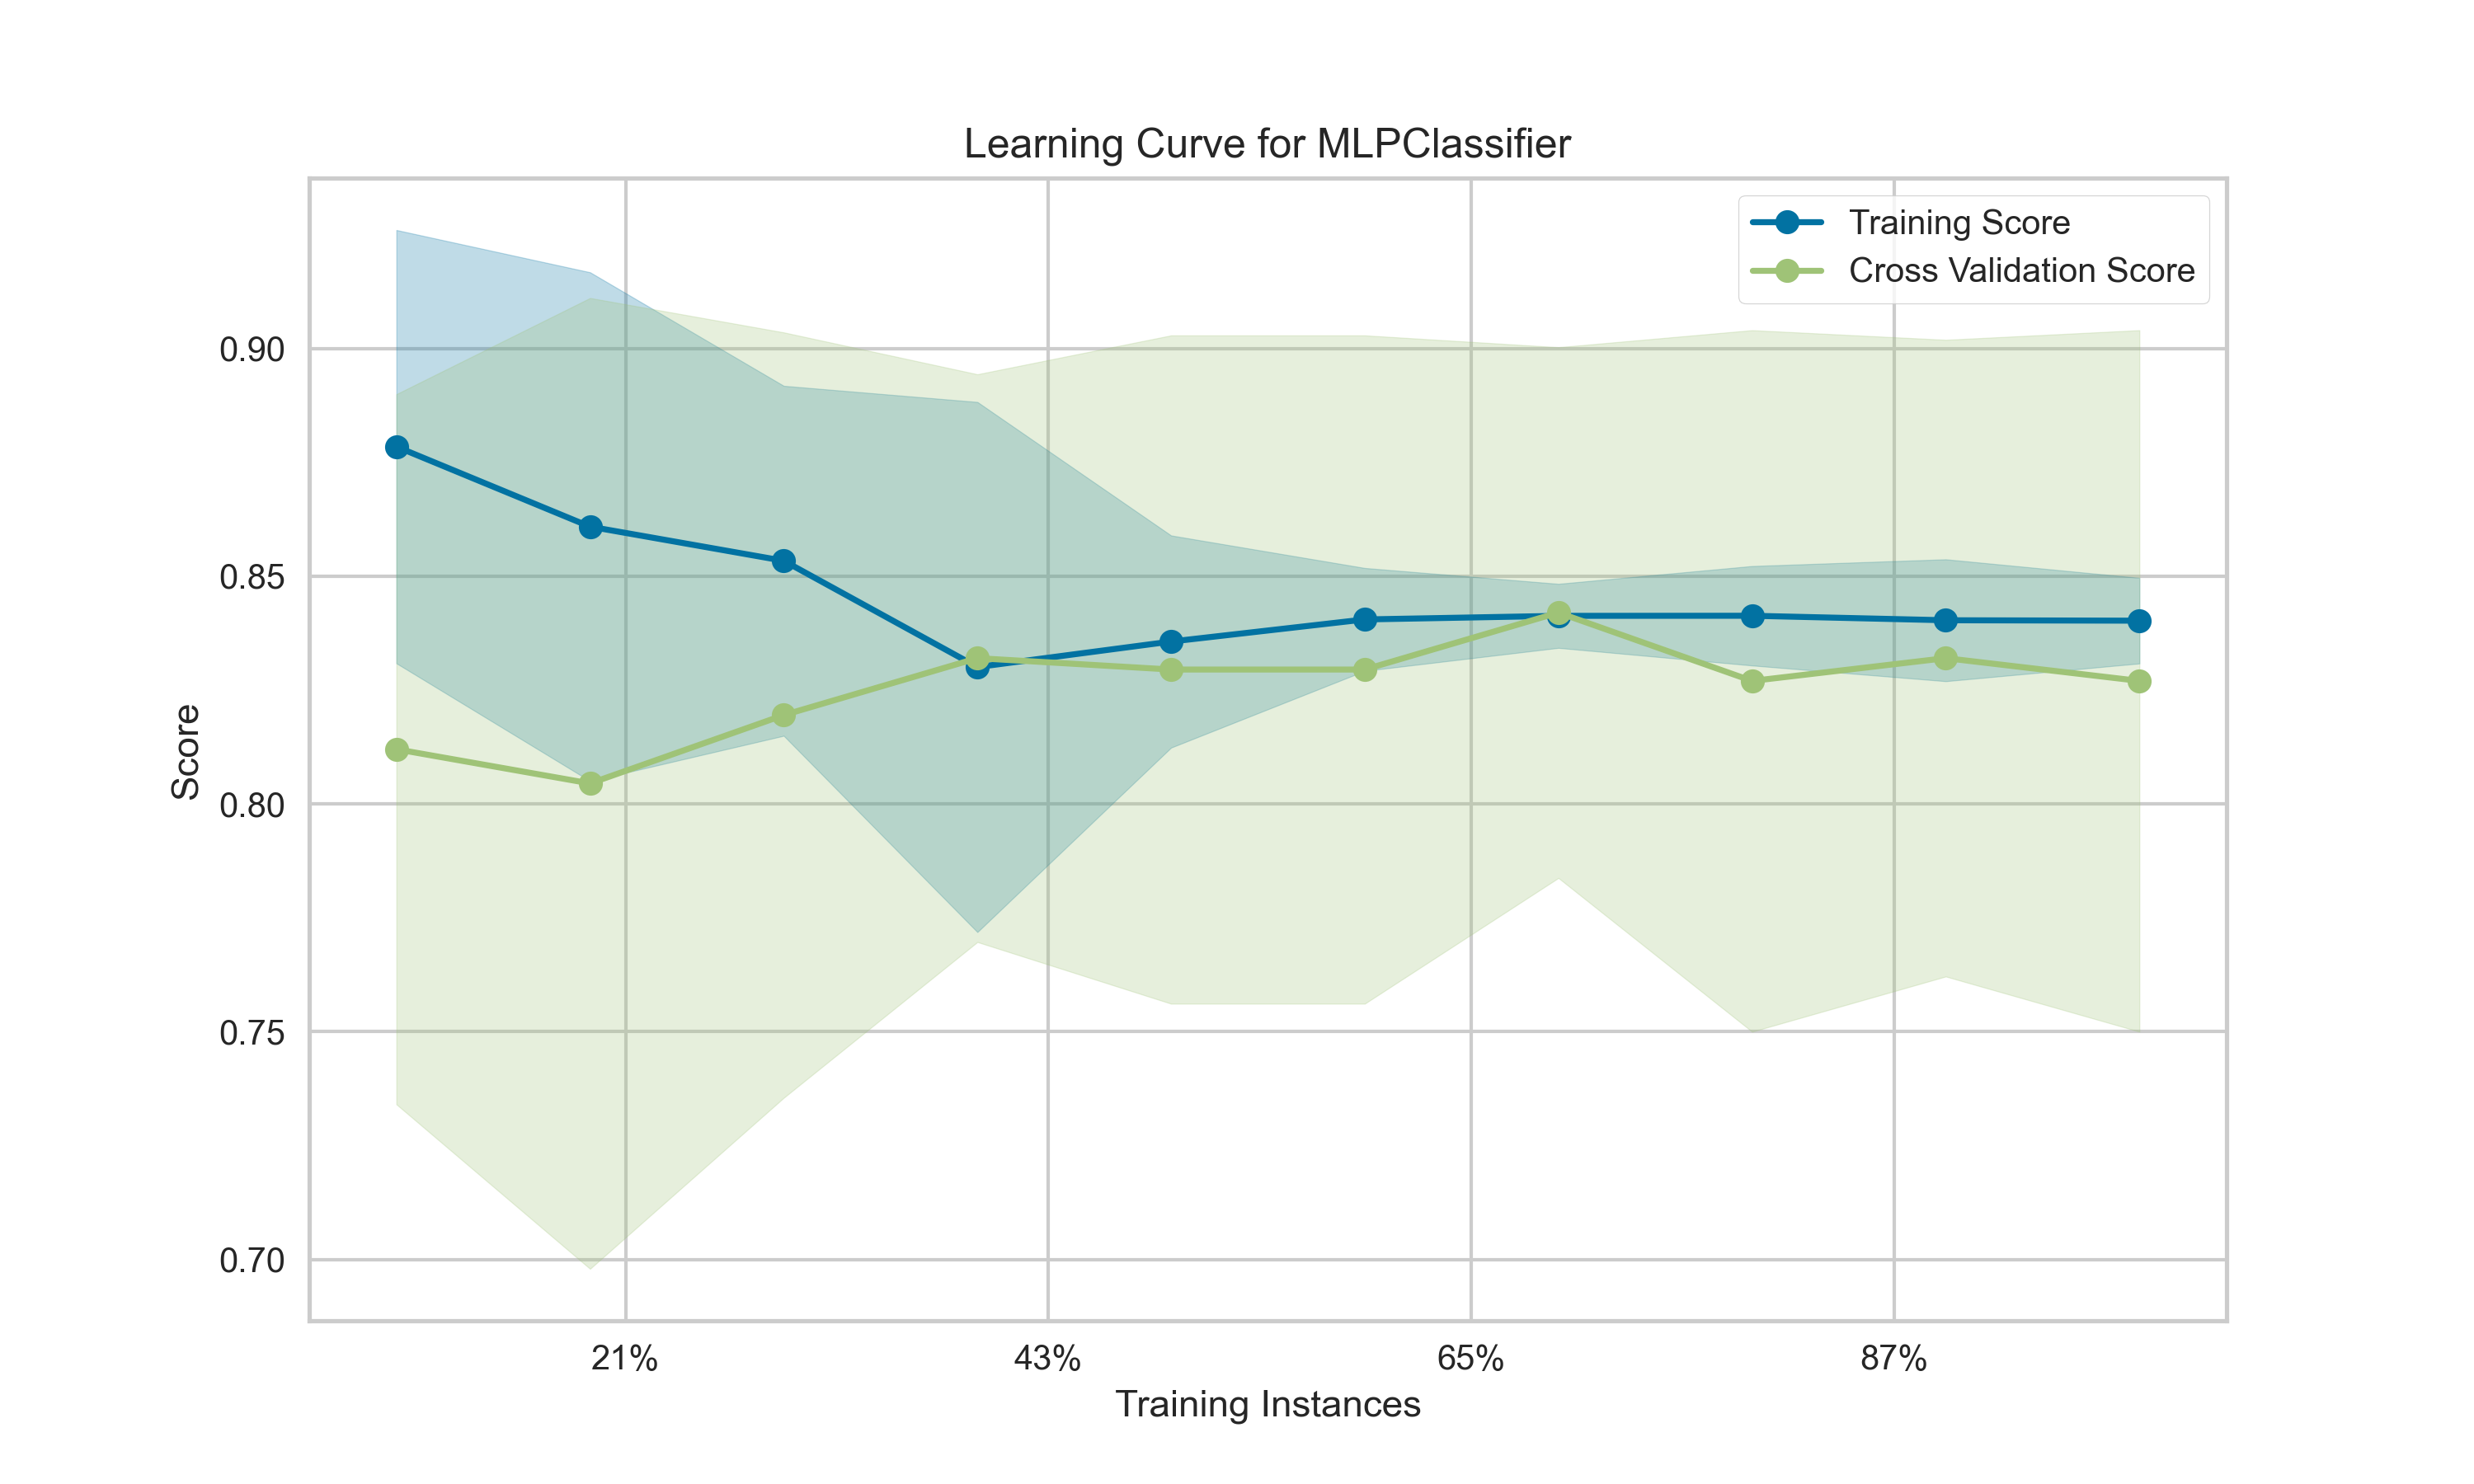 Learning Curve for MLPClassifier
Training Score
Cross Validation Score
0.90
0.85
0.80
0.75
0.70
Score
21%
43%
65%
87%
Training Instances